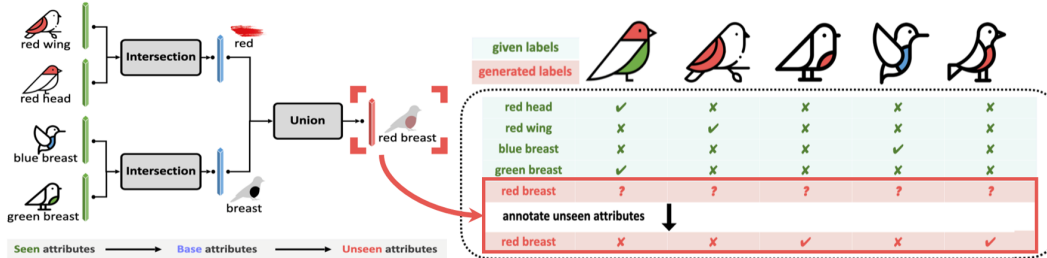 red wing
red head
blue breast
green breast
Intersection
Intersection
red
breast
Union
red breast
Seen attributes
Base attributes
Unseen attributes
given labels
generated labels
red head ✓ ✗ ✗ ✗ ✗
red wing ✗ ✓ ✗ ✗ ✗
blue breast ✗ ✗ ✗ ✓ ✗
green breast ✓ ✗ ✗ ✗ ✗
red breast ? ? ? ? ?
annotate unseen attributes
red breast ✗ ✗ ✓ ✗ ✓